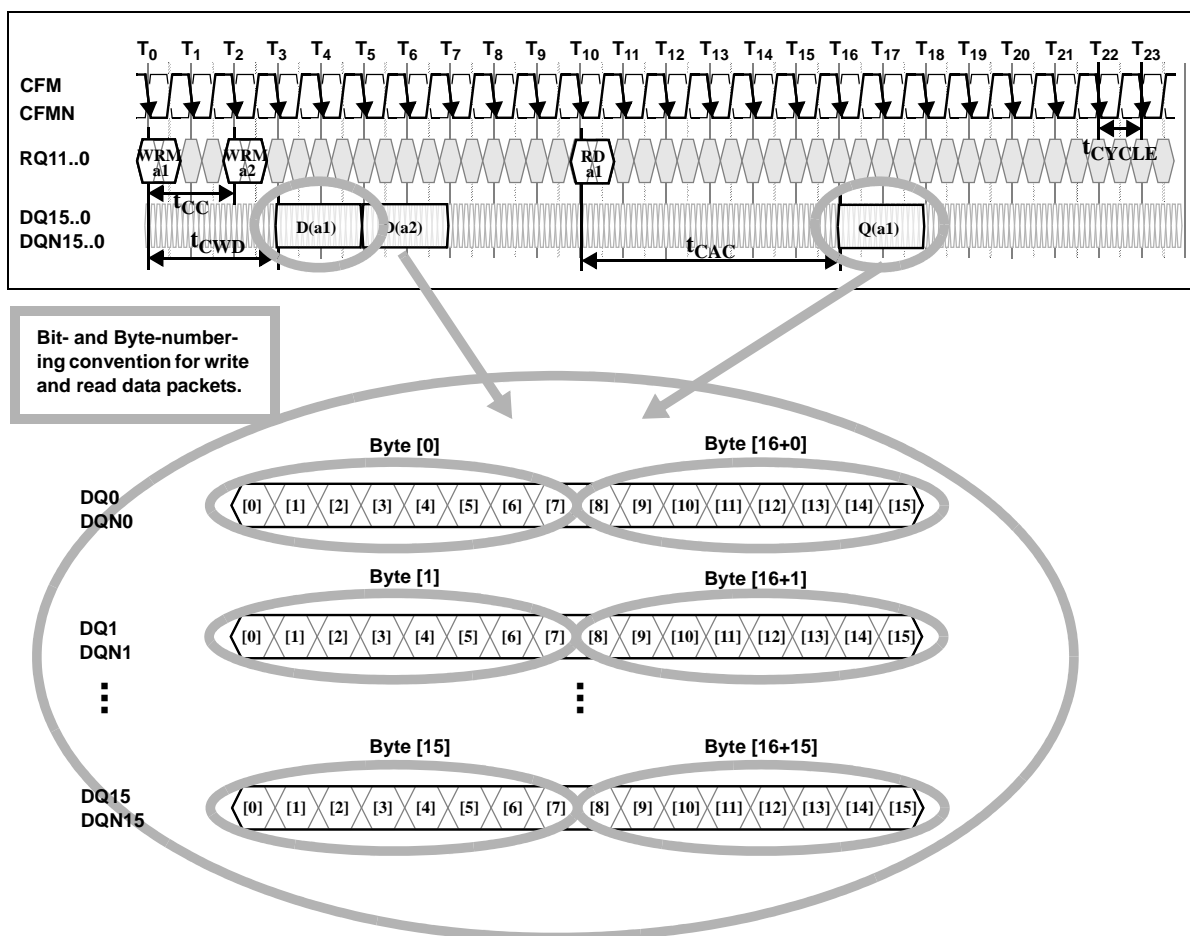 T0 T1 T2 T3 T4 T5 T6 T7 T8 T9 T10 T11 T12 T13 T14 T15 T16 T17 T18 T19 T20 T21 T22 T23
CFM
CFMN
RQ11..0
WRM a1
WRM a2
RD a1
tCYCLE
tCC
DQ15..0
DQN15..0
D(a1)
D(a2)
Q(a1)
tCWD
tCAC
Bit- and Byte-number-
ing convention for write
and read data packets.
Byte [0] Byte [16+0]
DQ0
DQN0
[0] [1] [2] [3] [4] [5] [6] [7] [8] [9] [10] [11] [12] [13] [14] [15]
Byte [1] Byte [16+1]
DQ1
DQN1
[0] [1] [2] [3] [4] [5] [6] [7] [8] [9] [10] [11] [12] [13] [14] [15]
Byte [15] Byte [16+15]
DQ15
DQN15
[0] [1] [2] [3] [4] [5] [6] [7] [8] [9] [10] [11] [12] [13] [14] [15]